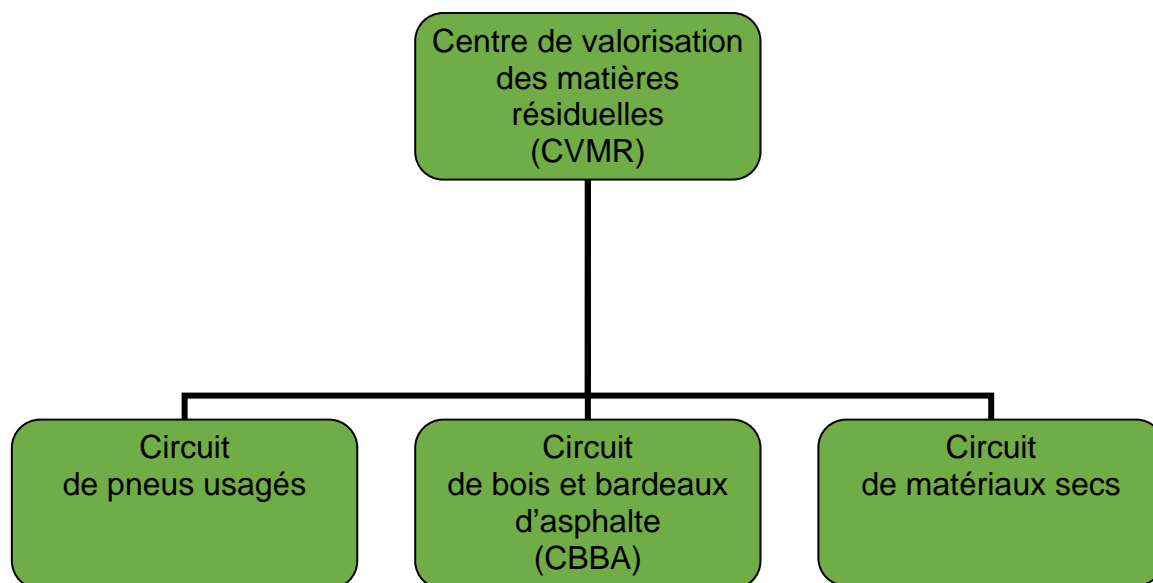 Centre de valorisation
des matières
résiduelles
(CVMR)
Circuit
de pneus usagés
Circuit
de bois et bardeaux
d'asphalte
(CBBA)
Circuit
de matériaux secs